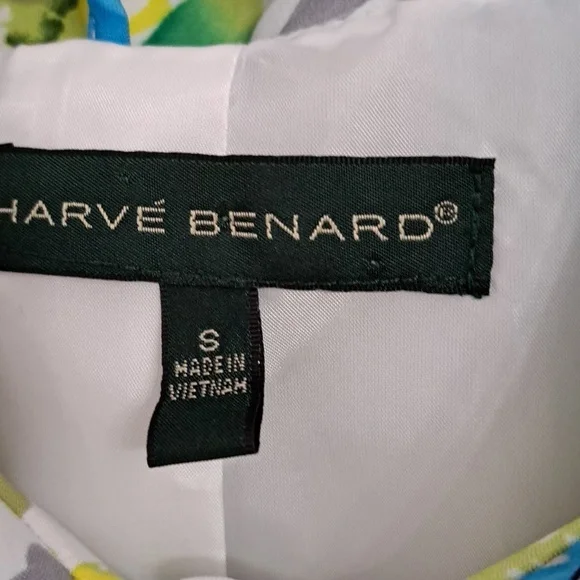 HARVÉ BENARD®
S
MADE IN
VIETNAM